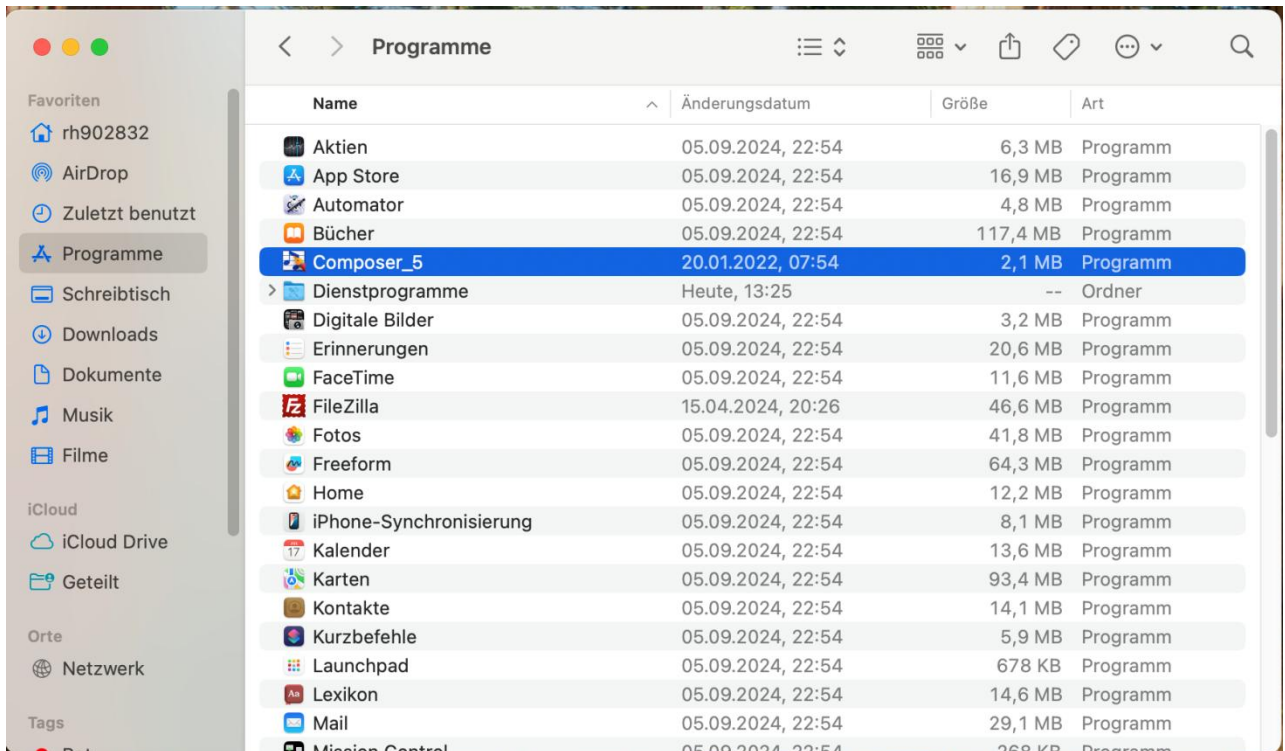 Programme
Favoriten
rh902832
AirDrop
Zuletzt benutzt
Programme
Schreibtisch
Downloads
Dokumente
Musik
Filme
iCloud
iCloud Drive
Geteilt
Orte
Netzwerk
Tags
Name Änderungsdatum Größe Art
Aktien 05.09.2024, 22:54 6,3 MB Programm
App Store 05.09.2024, 22:54 16,9 MB Programm
Automator 05.09.2024, 22:54 4,8 MB Programm
Bücher 05.09.2024, 22:54 117,4 MB Programm
Composer_5 20.01.2022, 07:54 2,1 MB Programm
Dienstprogramme Heute, 13:25 -- Ordner
Digitale Bilder 05.09.2024, 22:54 3,2 MB Programm
Erinnerungen 05.09.2024, 22:54 20,6 MB Programm
FaceTime 05.09.2024, 22:54 11,6 MB Programm
FileZilla 15.04.2024, 20:26 46,6 MB Programm
Fotos 05.09.2024, 22:54 41,8 MB Programm
Freeform 05.09.2024, 22:54 64,3 MB Programm
Home 05.09.2024, 22:54 12,2 MB Programm
iPhone-Synchronisierung 05.09.2024, 22:54 8,1 MB Programm
Kalender 05.09.2024, 22:54 13,6 MB Programm
Karten 05.09.2024, 22:54 93,4 MB Programm
Kontakte 05.09.2024, 22:54 14,1 MB Programm
Kurzbefehle 05.09.2024, 22:54 5,9 MB Programm
Launchpad 05.09.2024, 22:54 678 KB Programm
Lexikon 05.09.2024, 22:54 14,6 MB Programm
Mail 05.09.2024, 22:54 29,1 MB Programm
Mission Control 05.09.2024, 22:54 268 KB Programm